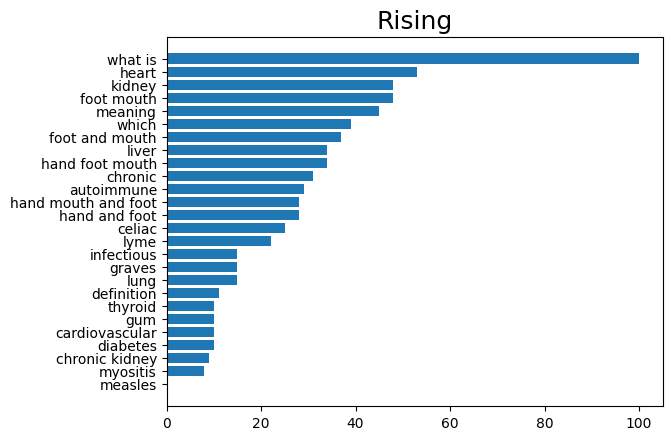 Rising
what is
heart
kidney
foot mouth
meaning
which
foot and mouth
liver
hand foot mouth
chronic
autoimmune
hand mouth and foot
hand and foot
celiac
lyme
infectious
graves
lung
definition
thyroid
gum
cardiovascular
diabetes
chronic kidney
myositis
measles
0 20 40 60 80 100